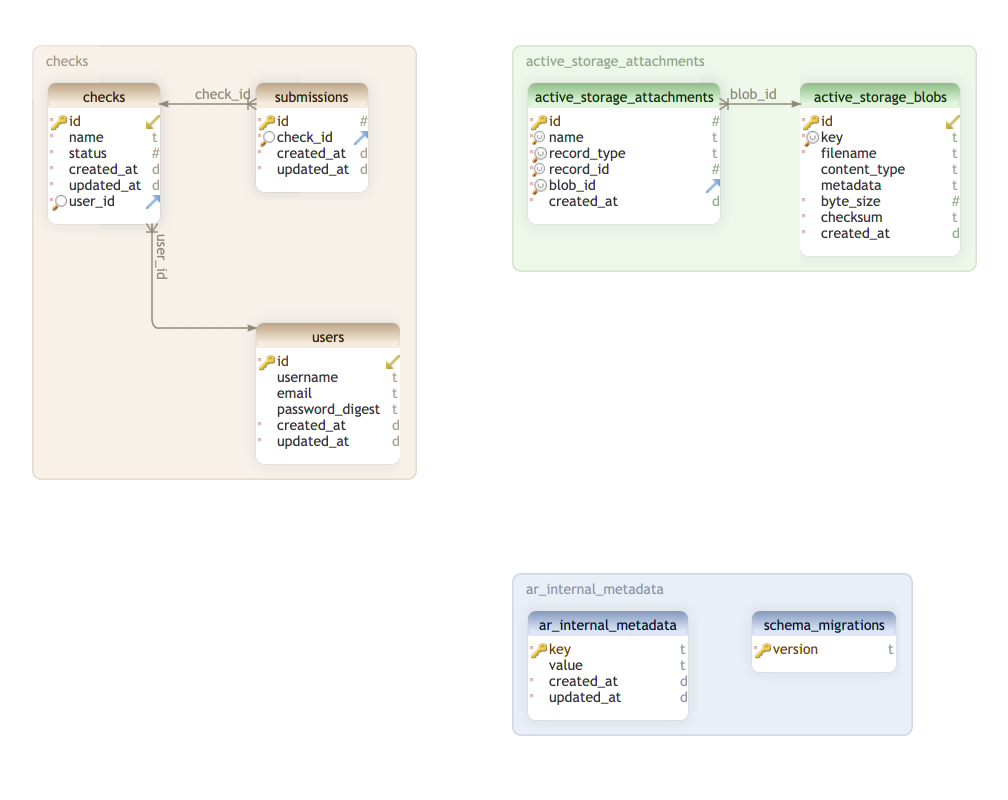 checks
checks
id
name t
status #
created_at d
updated_at d
user_id
check_id
submissions
id #
check_id
created_at d
updated_at d
user_id
users
id
username t
email t
password_digest t
created_at d
updated_at d
active_storage_attachments
active_storage_attachments
id #
name t
record_type t
record_id #
blob_id
created_at d
blob_id
active_storage_blobs
id
key t
filename t
content_type t
metadata t
byte_size #
checksum t
created_at d
ar_internal_metadata
ar_internal_metadata
key t
value t
created_at d
updated_at d
schema_migrations
version t